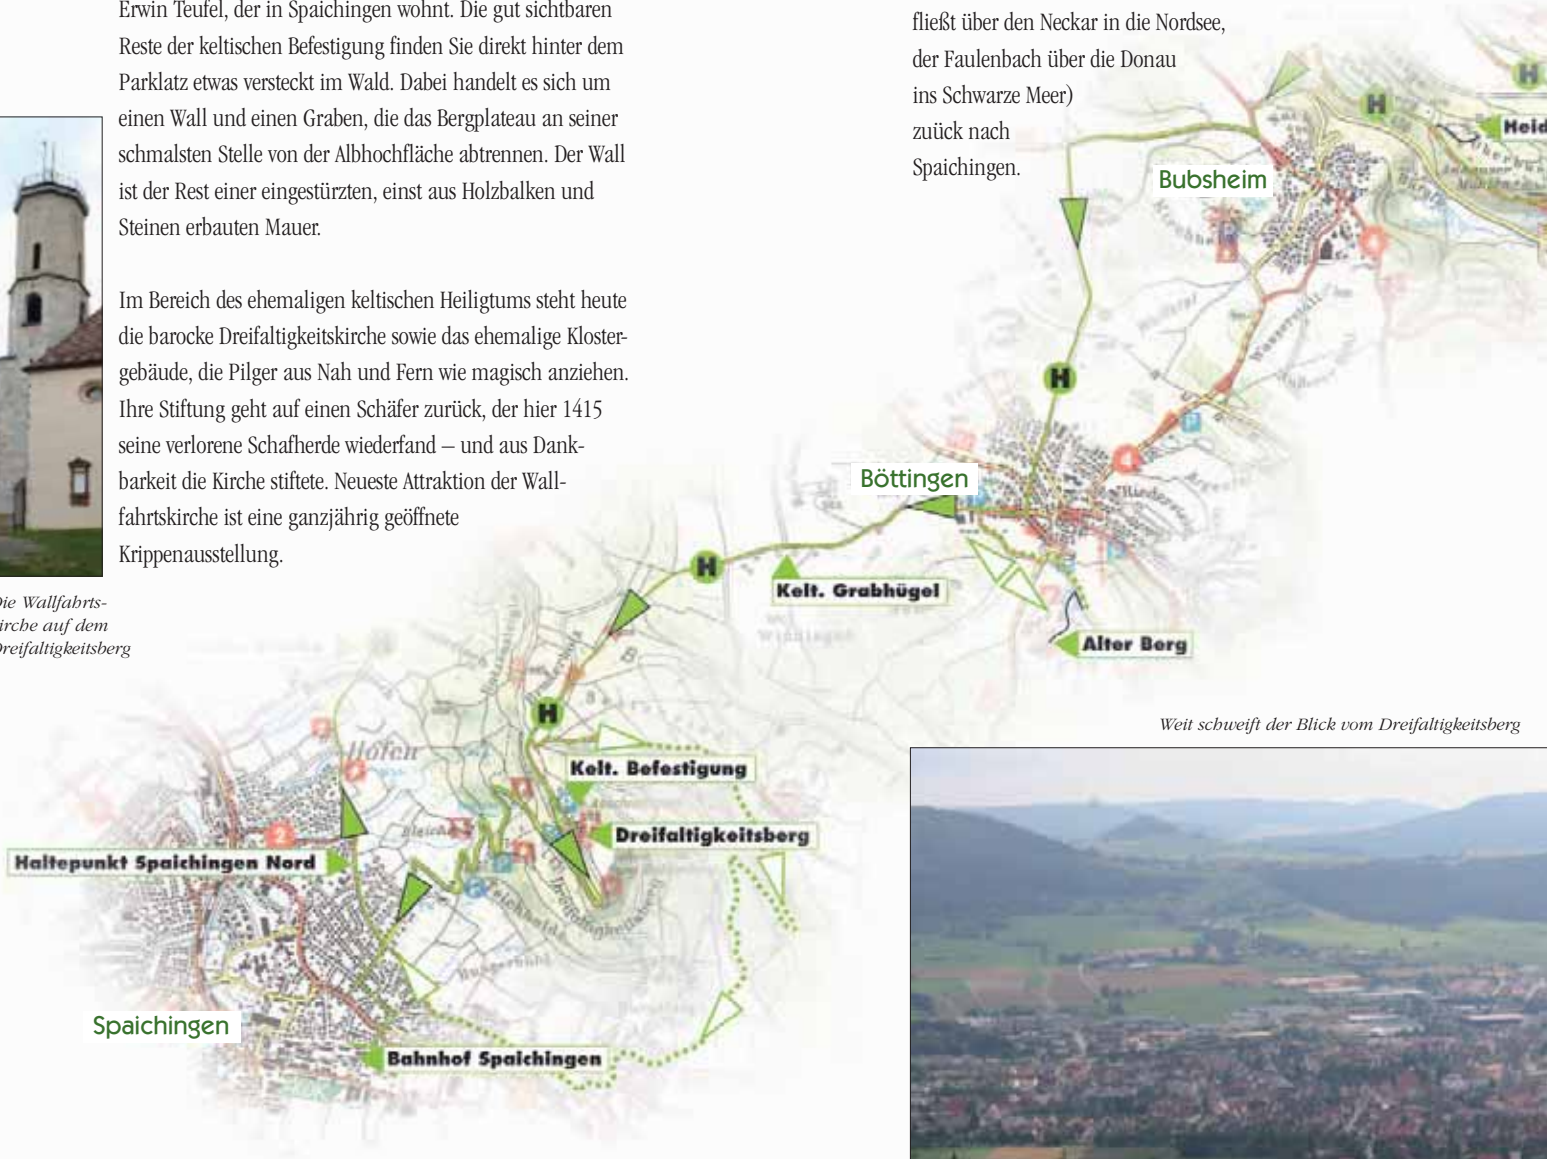 Erwin Teufel, der in Spaichingen wohnt. Die gut sichtbaren
Reste der keltischen Befestigung finden Sie direkt hinter dem
Parklatz etwas versteckt im Wald. Dabei handelt es sich um
einen Wall und einen Graben, die das Bergplateau an seiner
schmalsten Stelle von der Albhochfläche abtrennen. Der Wall
ist der Rest einer eingestürzten, einst aus Holzbalken und
Steinen erbauten Mauer.
Im Bereich des ehemaligen keltischen Heiligtums steht heute
die barocke Dreifaltigkeitskirche sowie das ehemalige Kloster-
gebäude, die Pilger aus Nah und Fern wie magisch anziehen.
Ihre Stiftung geht auf einen Schäfer zurück, der hier 1415
seine verlorene Schafherde wiederfand – und aus Dank-
barkeit die Kirche stiftete. Neueste Attraktion der Wall-
fahrtskirche ist eine ganzjährig geöffnete
Krippenausstellung.
Die Wallfahrts-
kirche auf dem
Dreifaltigkeitsberg
fließt über den Neckar in die Nordsee,
der Faulenbach über die Donau
ins Schwarze Meer)
zuück nach
Spaichingen.
H
H
Heid
Bubsheim
Wasserstall
H
4
4
Böttingen
H
Kelt. Grabhügel
Alter Berg
H
Hofen
Kelt. Befestigung
Dreifaltigkeitsberg
2
Haltepunkt Spaichingen Nord
Spaichingen
Bahnhof Spaichingen
Weit schweift der Blick vom Dreifaltigkeitsberg